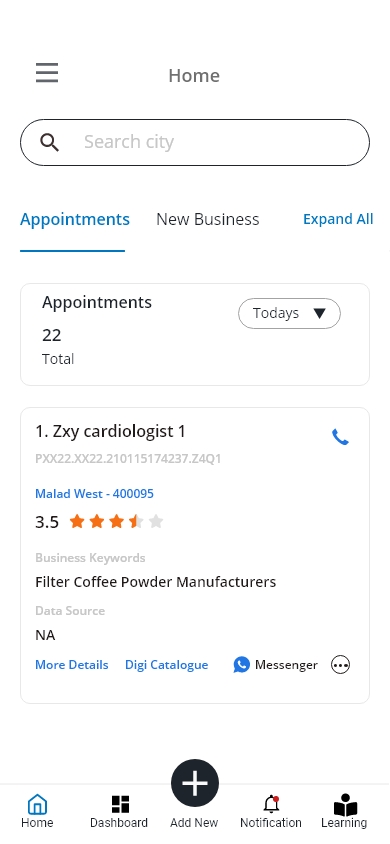 Home
Search city
Appointments New Business Expand All
Appointments
Todays
22
Total
1. Zxy cardiologist 1
PXX22.XX22.210115174237.Z4Q1
Malad West - 400095
3.5
Business Keywords
Filter Coffee Powder Manufacturers
Data Source
NA
More Details Digi Catalogue Messenger
Home Dashboard Add New Notification Learning